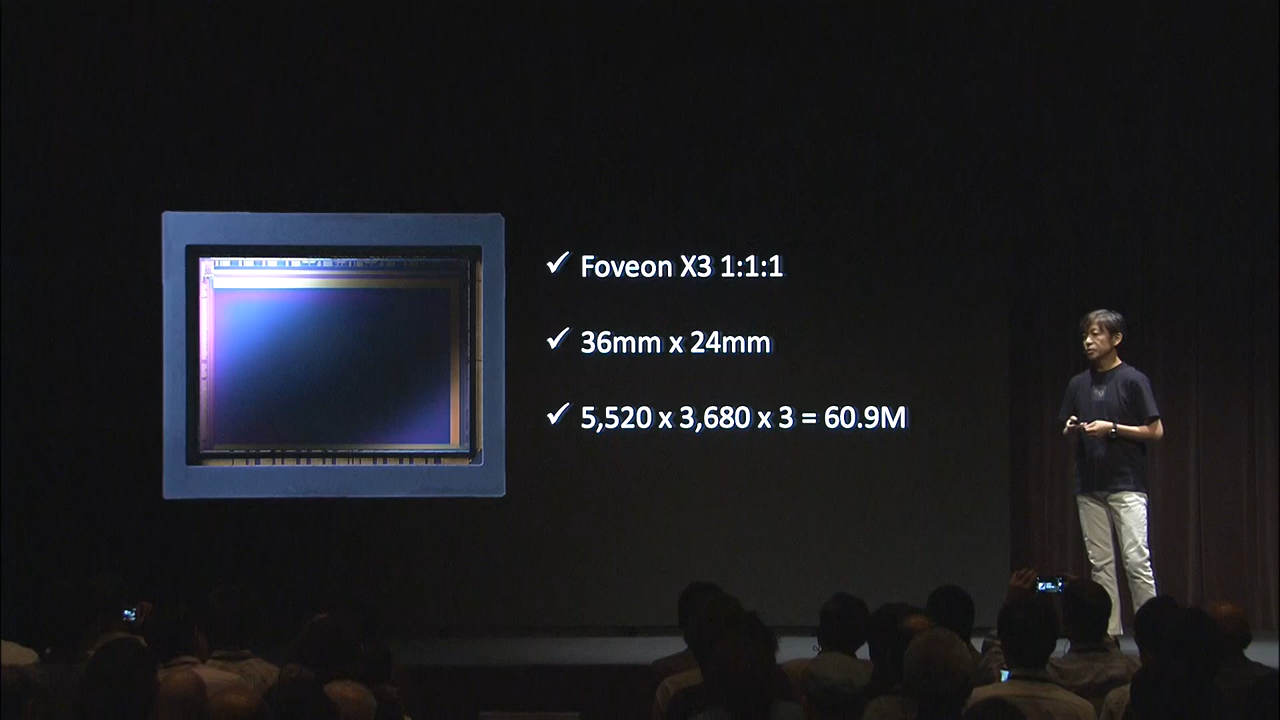 ✓ Foveon X3 1:1:1
✓ 36mm x 24mm
✓ 5,520 x 3,680 x 3 = 60.9M